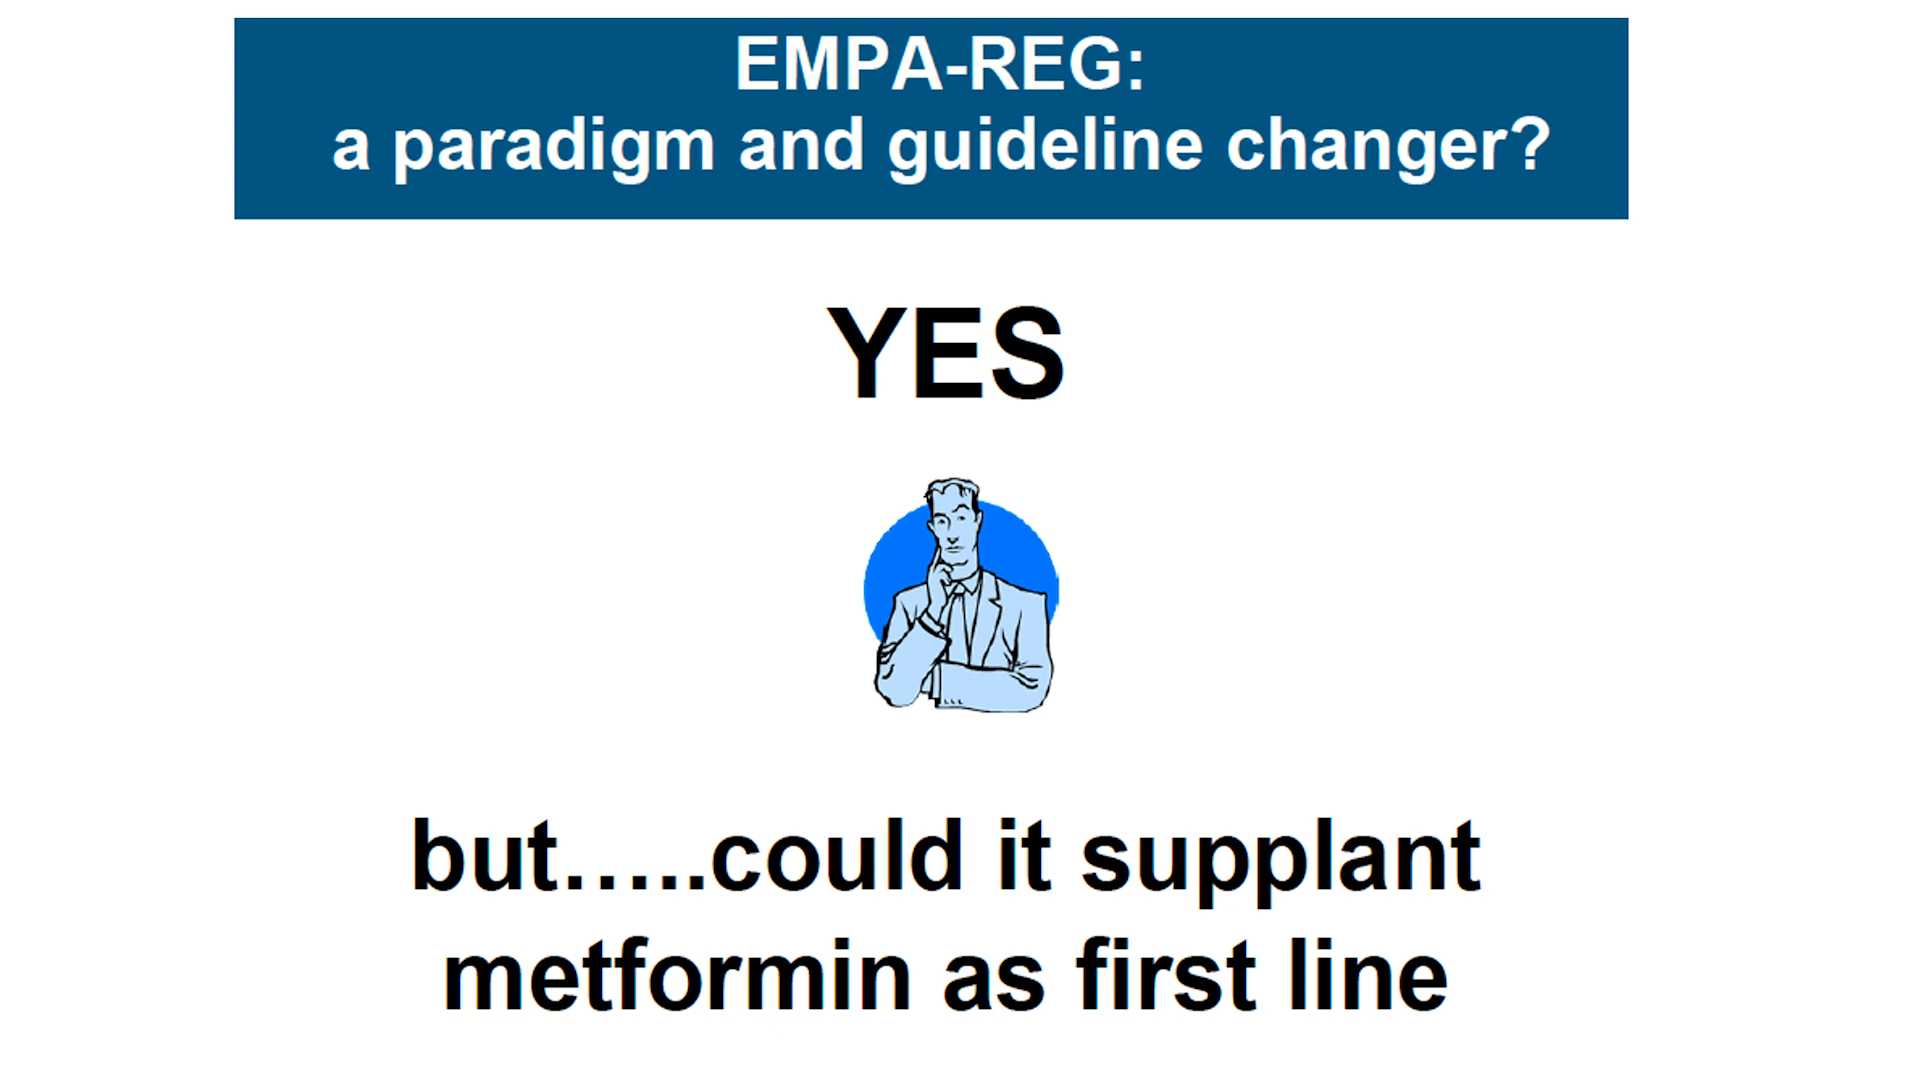 EMPA-REG:
a paradigm and guideline changer?
YES
but…..could it supplant
metformin as first line